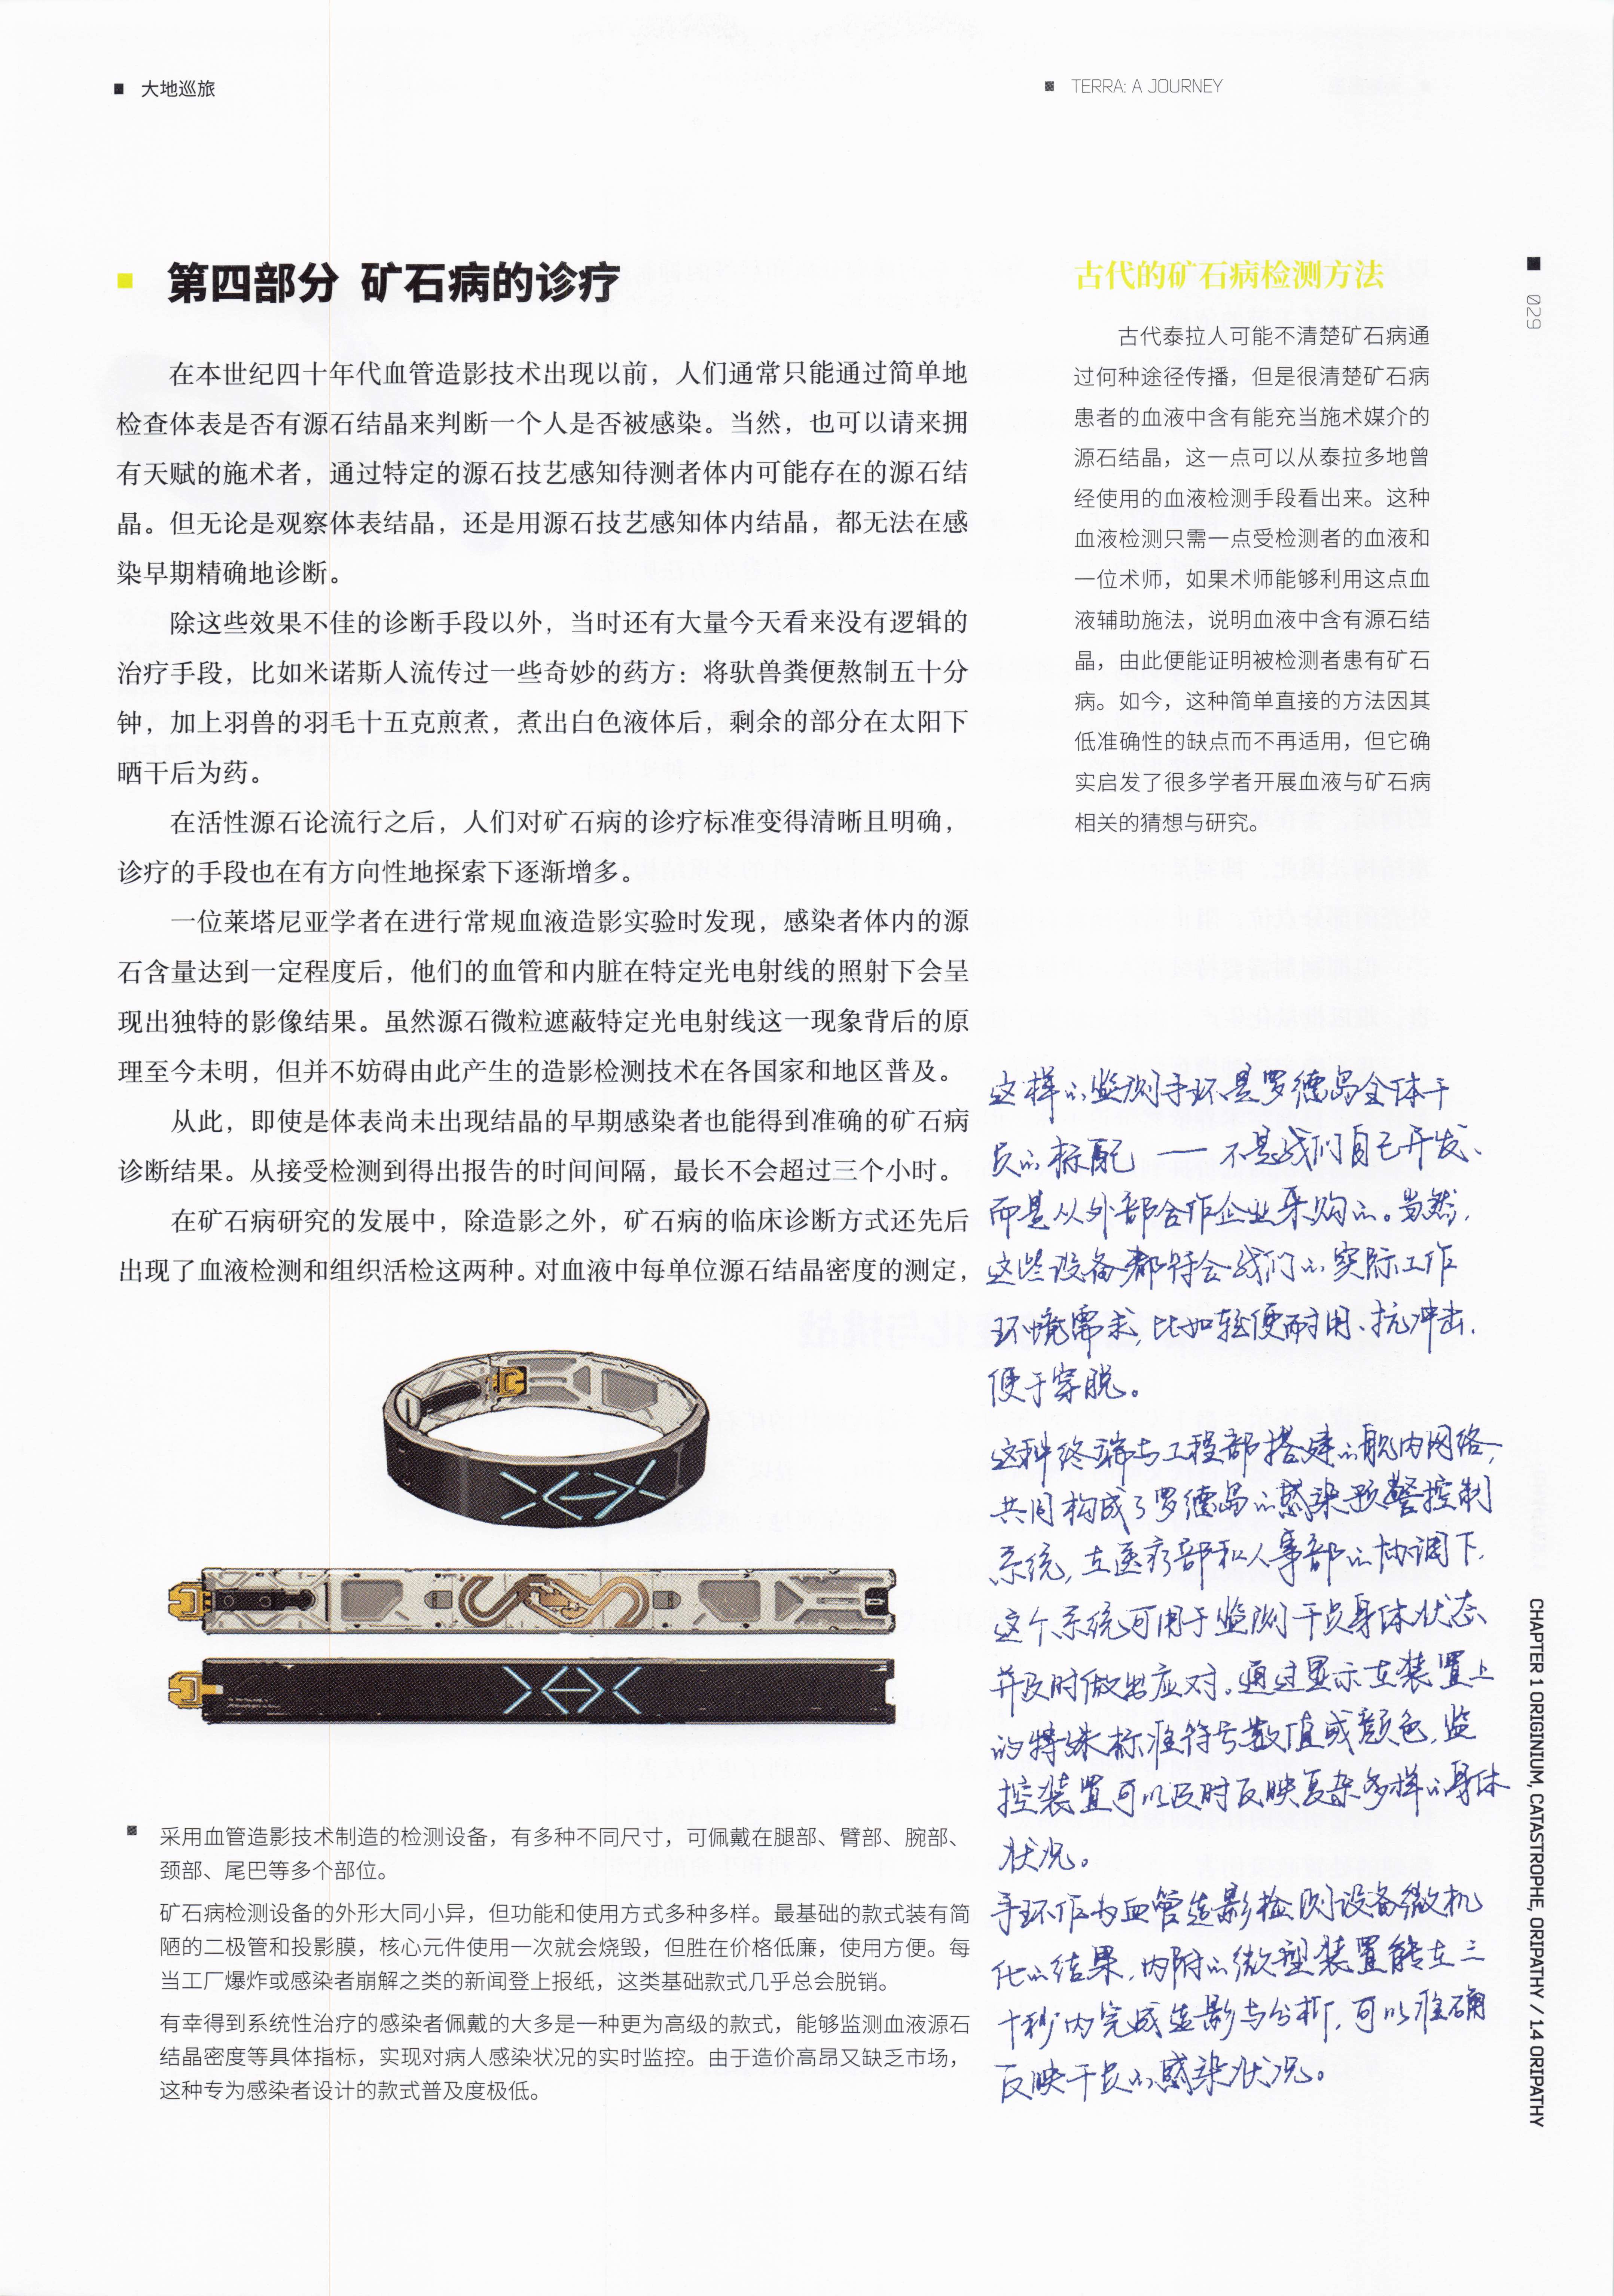 大地巡旅
TERRA: A JOURNEY
第四部分 矿石病的诊疗
在本世纪四十年代血管造影技术出现以前，人们通常只能通过简单地
检查体表是否有源石结晶来判断一个人是否被感染。当然，也可以请来拥
有天赋的施术者，通过特定的源石技艺感知待测者体内可能存在的源石结
晶。但无论是观察体表结晶，还是用源石技艺感知体内结晶，都无法在感
染早期精确地诊断。
除这些效果不佳的诊断手段以外，当时还有大量今天看来没有逻辑的
治疗手段，比如米诺斯人流传过一些奇妙的药方：将驮兽粪便熬制五十分
钟，加上羽兽的羽毛十五克煎煮，煮出白色液体后，剩余的部分在太阳下
晒干后为药。
在活性源石论流行之后，人们对矿石病的诊疗标准变得清晰且明确，
诊疗的手段也在有方向性地探索下逐渐增多。
一位莱塔尼亚学者在进行常规血液造影实验时发现，感染者体内的源
石含量达到一定程度后，他们的血管和内脏在特定光电射线的照射下会呈
现出独特的影像结果。虽然源石微粒遮蔽特定光电射线这一现象背后的原
理至今未明，但并不妨碍由此产生的造影检测技术在各国家和地区普及。
从此，即使是体表尚未出现结晶的早期感染者也能得到准确的矿石病
诊断结果。从接受检测到得出报告的时间间隔，最长不会超过三个小时。
在矿石病研究的发展中，除造影之外，矿石病的临床诊断方式还先后
出现了血液检测和组织活检这两种。对血液中每单位源石结晶密度的测定，
采用血管造影技术制造的检测设备，有多种不同尺寸，可佩戴在腿部、臂部、腕部、
颈部、尾巴等多个部位。
矿石病检测设备的外形大同小异，但功能和使用方式多种多样。最基础的款式装有简
陋的二极管和投影膜，核心元件使用一次就会烧毁，但胜在价格低廉，使用方便。每
当工厂爆炸或感染者崩解之类的新闻登上报纸，这类基础款式几乎总会脱销。
有幸得到系统性治疗的感染者佩戴的大多是一种更为高级的款式，能够监测血液源石
结晶密度等具体指标，实现对病人感染状况的实时监控。由于造价高昂又缺乏市场，
这种专为感染者设计的款式普及度极低。
古代的矿石病检测方法
古代泰拉人可能不清楚矿石病通
过何种途径传播，但是很清楚矿石病
患者的血液中含有能充当施术媒介的
源石结晶，这一点可以从泰拉多地曾
经使用的血液检测手段看出来。这种
血液检测只需一点受检测者的血液和
一位术师，如果术师能够利用这点血
液辅助施法，说明血液中含有源石结
晶，由此便能证明被检测者患有矿石
病。如今，这种简单直接的方法因其
低准确性的缺点而不再适用，但它确
实启发了很多学者开展血液与矿石病
相关的猜想与研究。
这样的监测手环是罗德岛全体干
员的标配 —— 不是我们自己开发、
而是从外部合作企业采购的。当然，
这些设备都符合我们的实际工作
环境需求，比如轻便耐用、抗冲击、
便于穿脱。
这种终端与工程部搭建的舰内网络，
共同构成了罗德岛的感染预警控制
系统，在医疗部和人事部的协调下，
这个系统可用于监测干员身体状态
并及时做出应对。通过显示在装置上
的特殊标准符号数值或颜色，监
控装置可以及时反映复杂多样的身体
状况。
手环作为血管造影检测设备微机
化的结果，内附的微型装置能在三
十秒内完成造影与分析，可以准确
反映干员的感染状况。
029
CHAPTER 1 ORIGINIUM, CATASTROPHE, ORIPATHY / 1.4 ORIPATHY